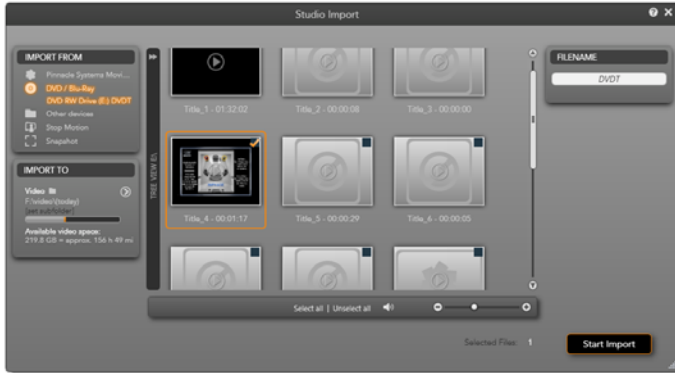 Studio Import
IMPORT FROM
Pinnacle Systems Movi...
DVD / Blu-Ray
DVD RW Drive (E:) DVDT
Other devices
Stop Motion
Snapshot
IMPORT TO
Video
F:\video\(today)
[set subfolder]
Available video space:
219.8 GB = approx. 156 h 49 mi
TREE VIEW E:\
Title_1 - 01:32:02
Title_2 - 00:00:08
Title_3 - 00:00:00
Title_4 - 00:01:17
Title_5 - 00:00:29
Title_6 - 00:00:05
Select all | Unselect all
FILENAME
DVDT
Selected Files: 1
Start Import